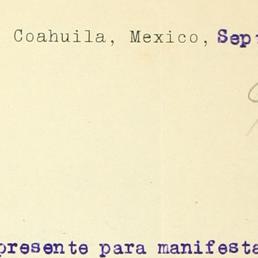 Coahuila, Mexico, Sep
presente para manifesta